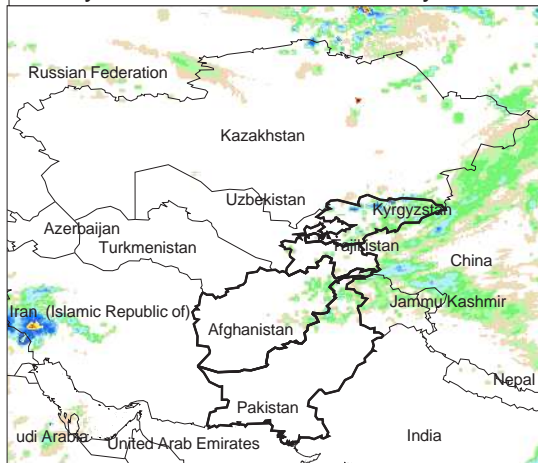 Russian Federation
Kazakhstan
Uzbekistan
Kyrgyzstan
Azerbaijan
Turkmenistan
Tajikistan
China
Iran (Islamic Republic of)
Jammu Kashmir
Afghanistan
Nepal
Pakistan
udi Arabia
United Arab Emirates
India